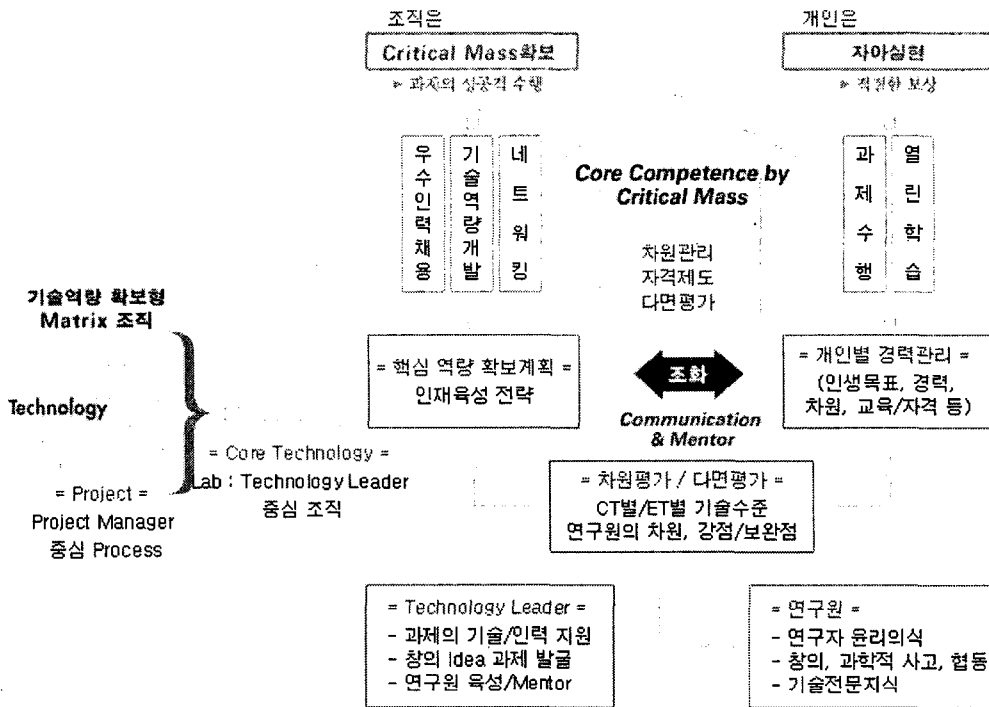 조직은
Critical Mass확보
▶ 과제의 성공적 수행
개인은
자아실현
▶ 적절한 보상
우수인력채용
기술역량개발
네트워킹
Core Competence by
Critical Mass
차원관리
자격제도
다면평가
과제수행
열린학습
기술역량 확보형
Matrix 조직
Technology
= Core Technology =
Lab : Technology Leader
중심 조직
= Project =
Project Manager
중심 Process
= 핵심 역량 확보계획 =
인재육성 전략
조화
Communication
& Mentor
= 개인별 경력관리 =
(인생목표, 경력,
차원, 교육/자격 등)
= 차원평가 / 다면평가 =
CT별/ET별 기술수준
연구원의 차원, 강점/보완점
= Technology Leader =
- 과제의 기술/인력 지원
- 창의 Idea 과제 발굴
- 연구원 육성/Mentor
= 연구원 =
- 연구자 윤리의식
- 창의, 과학적 사고, 협동
- 기술전문지식